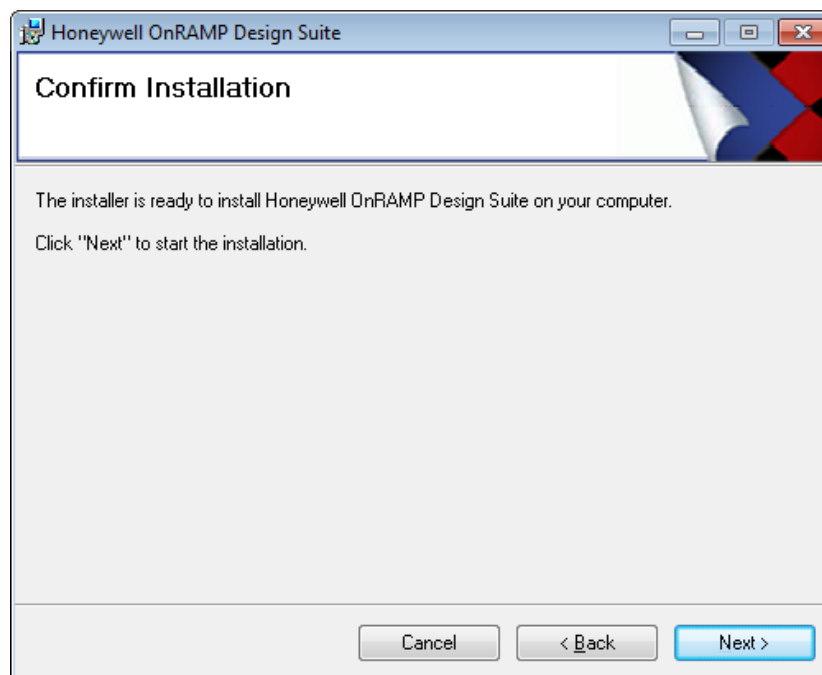 Honeywell OnRAMP Design Suite
Confirm Installation
The installer is ready to install Honeywell OnRAMP Design Suite on your computer.
Click "Next" to start the installation.
Cancel
< Back
Next >